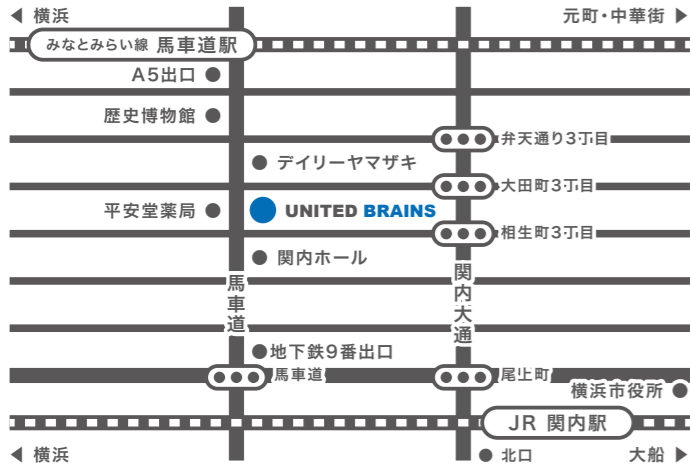 ◀ 横浜
元町・中華街 ▶
みなとみらい線 馬車道駅
A5出口 ●
歴史博物館 ●
弁天通り3丁目
● デイリーヤマザキ
大田町3丁目
平安堂薬局 ●
UNITED BRAINS
相生町3丁目
● 関内ホール
馬車道
関内大通
●地下鉄9番出口
馬車道
尾上町
横浜市役所 ●
JR 関内駅
◀ 横浜
● 北口
大船 ▶